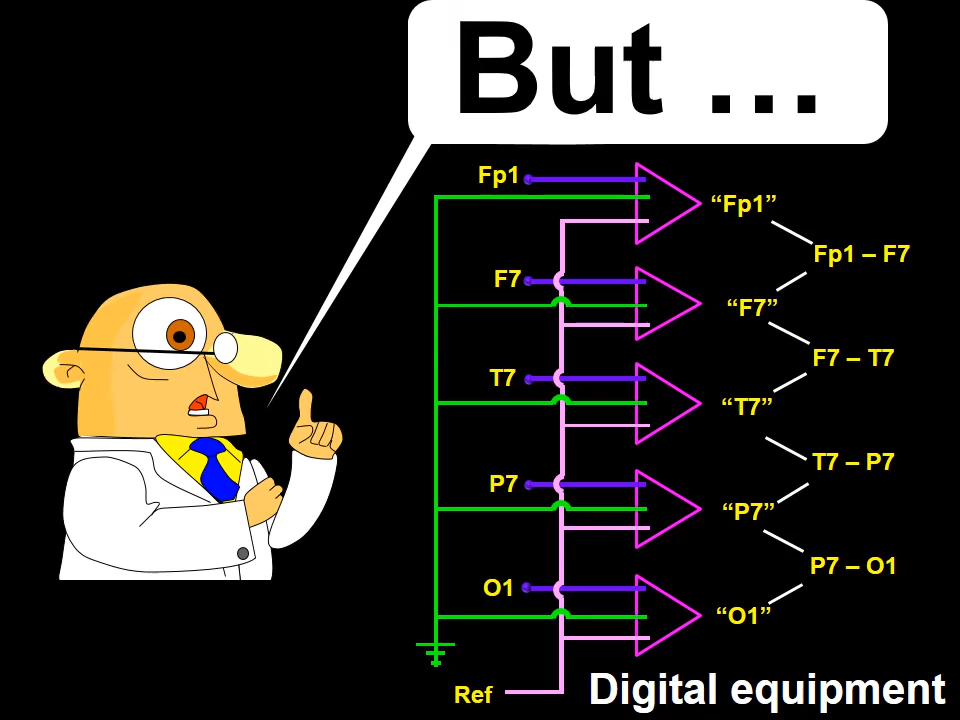 But …
Fp1
“Fp1”
Fp1 – F7
F7
“F7”
F7 – T7
T7
“T7”
T7 – P7
P7
“P7”
P7 – O1
O1
“O1”
Ref
Digital equipment